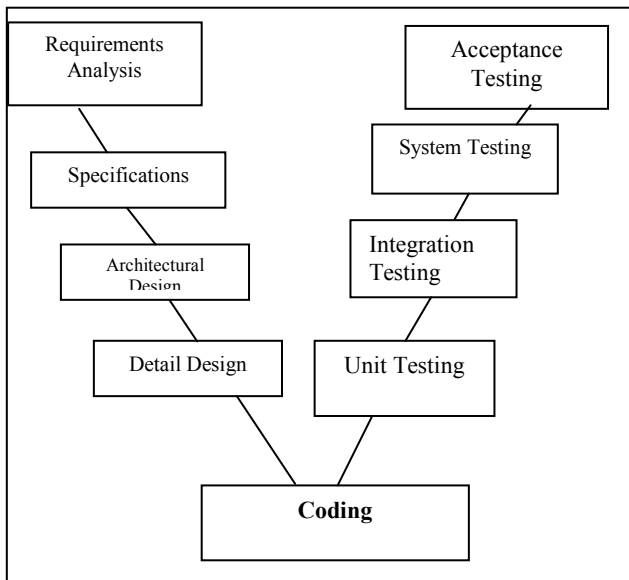 Requirements
Analysis
Acceptance
Testing
System Testing
Specifications
Integration
Testing
Architectural
Design
Detail Design
Unit Testing
Coding